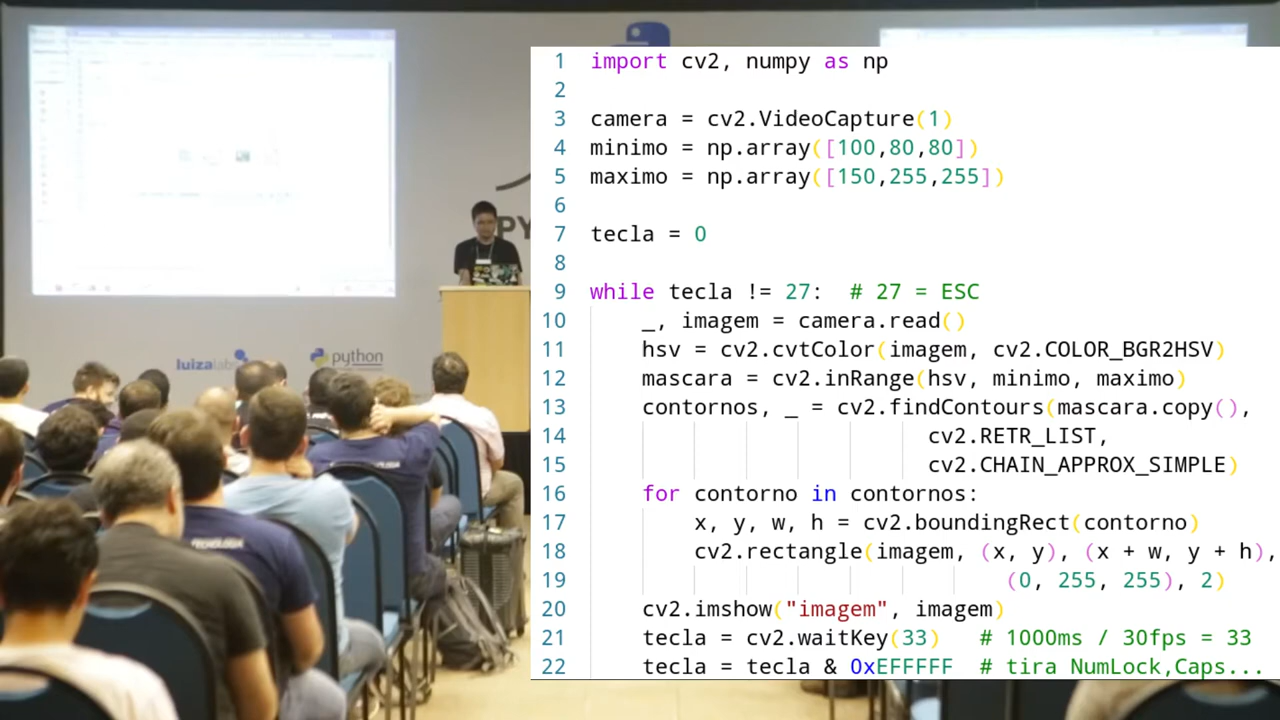 luizalabs
python
PY
TECNOLOGIA
1 import cv2, numpy as np
2
3 camera = cv2.VideoCapture(1)
4 minimo = np.array([100,80,80])
5 maximo = np.array([150,255,255])
6
7 tecla = 0
8
9 while tecla != 27:  # 27 = ESC
10     _, imagem = camera.read()
11     hsv = cv2.cvtColor(imagem, cv2.COLOR_BGR2HSV)
12     mascara = cv2.inRange(hsv, minimo, maximo)
13     contornos, _ = cv2.findContours(mascara.copy(),
14                           cv2.RETR_LIST,
15                           cv2.CHAIN_APPROX_SIMPLE)
16     for contorno in contornos:
17         x, y, w, h = cv2.boundingRect(contorno)
18         cv2.rectangle(imagem, (x, y), (x + w, y + h),
19                                 (0, 255, 255), 2)
20     cv2.imshow("imagem", imagem)
21     tecla = cv2.waitKey(33)   # 1000ms / 30fps = 33
22     tecla = tecla & 0xEFFFFF  # tira NumLock,Caps...